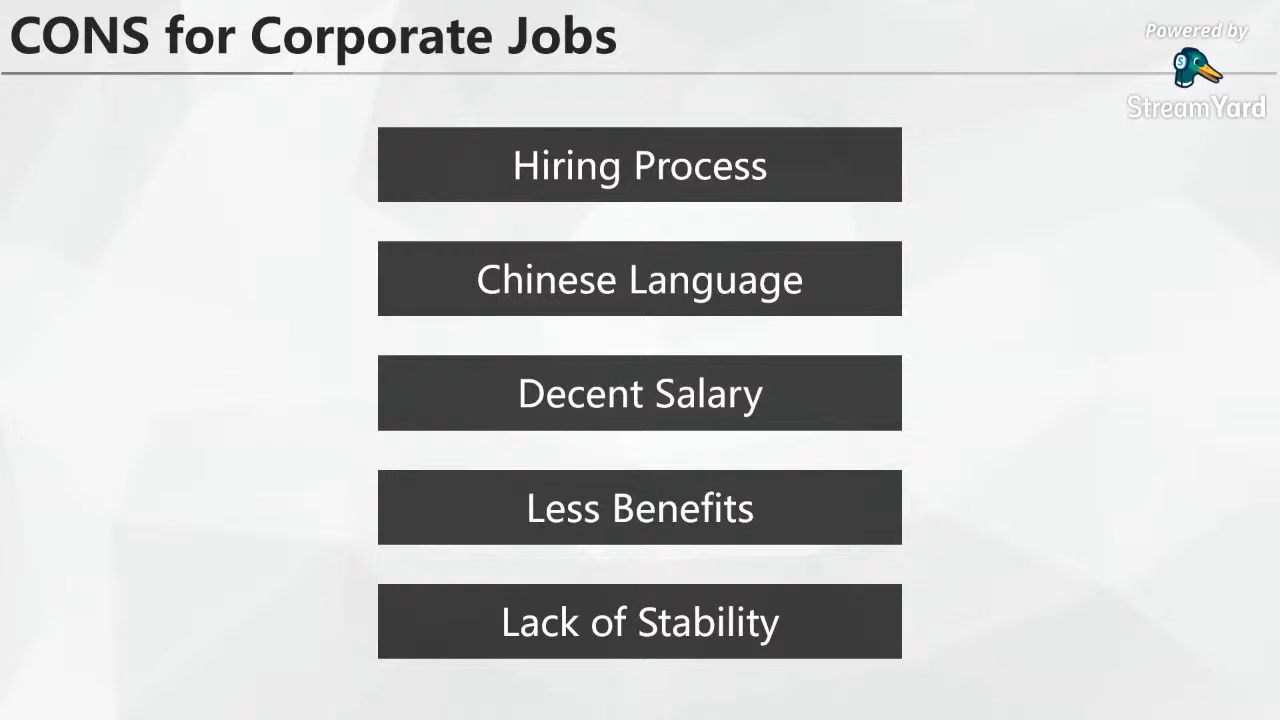 CONS for Corporate Jobs
Powered by
StreamYard
Hiring Process
Chinese Language
Decent Salary
Less Benefits
Lack of Stability